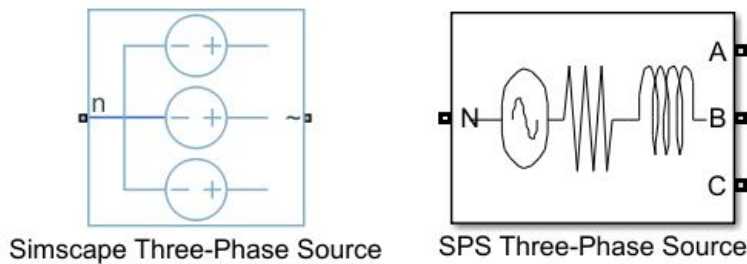 n
~
Simscape Three-Phase Source
N
A
B
C
SPS Three-Phase Source